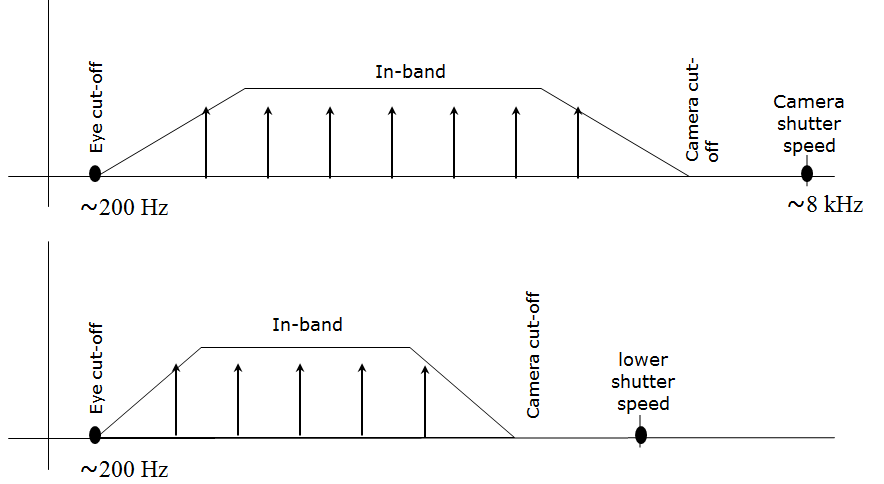 Eye cut-off
In-band
Camera cut-
off
Camera
shutter
speed
~200 Hz
~8 kHz
Eye cut-off
In-band
Camera cut-off
lower
shutter
speed
~200 Hz